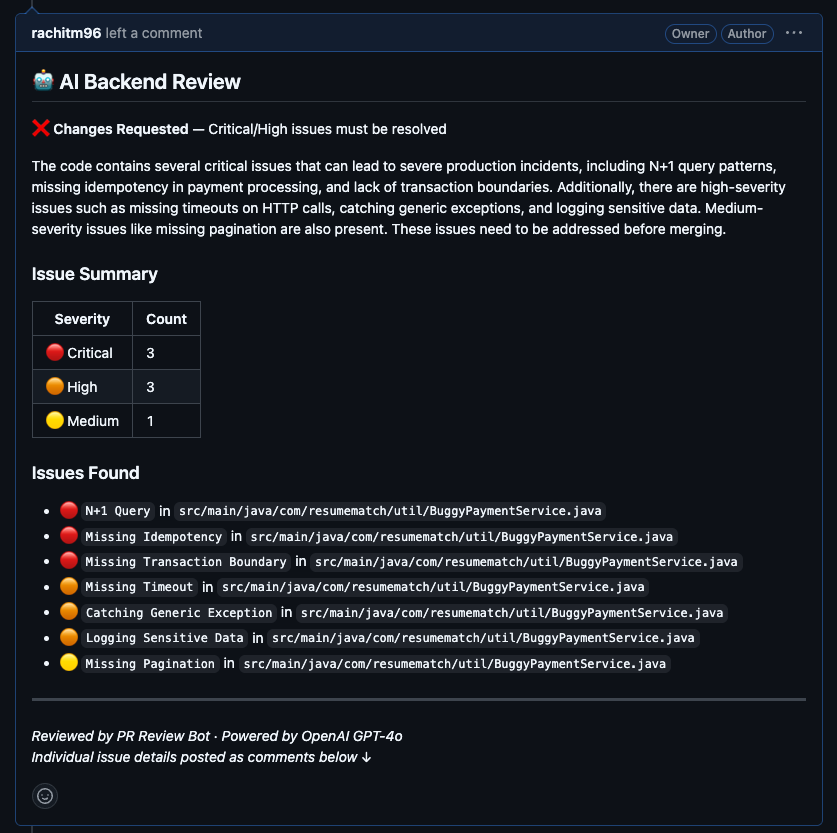 rachitm96 left a comment
Owner Author ...
🤖 AI Backend Review
❌ Changes Requested — Critical/High issues must be resolved
The code contains several critical issues that can lead to severe production incidents, including N+1 query patterns,
missing idempotency in payment processing, and lack of transaction boundaries. Additionally, there are high-severity
issues such as missing timeouts on HTTP calls, catching generic exceptions, and logging sensitive data. Medium-
severity issues like missing pagination are also present. These issues need to be addressed before merging.
Issue Summary
Severity Count
🔴 Critical 3
🟠 High 3
🟡 Medium 1
Issues Found
• 🔴 N+1 Query in src/main/java/com/resumematch/util/BuggyPaymentService.java
• 🔴 Missing Idempotency in src/main/java/com/resumematch/util/BuggyPaymentService.java
• 🔴 Missing Transaction Boundary in src/main/java/com/resumematch/util/BuggyPaymentService.java
• 🟠 Missing Timeout in src/main/java/com/resumematch/util/BuggyPaymentService.java
• 🟠 Catching Generic Exception in src/main/java/com/resumematch/util/BuggyPaymentService.java
• 🟠 Logging Sensitive Data in src/main/java/com/resumematch/util/BuggyPaymentService.java
• 🟡 Missing Pagination in src/main/java/com/resumematch/util/BuggyPaymentService.java
Reviewed by PR Review Bot · Powered by OpenAI GPT-4o
Individual issue details posted as comments below ↓